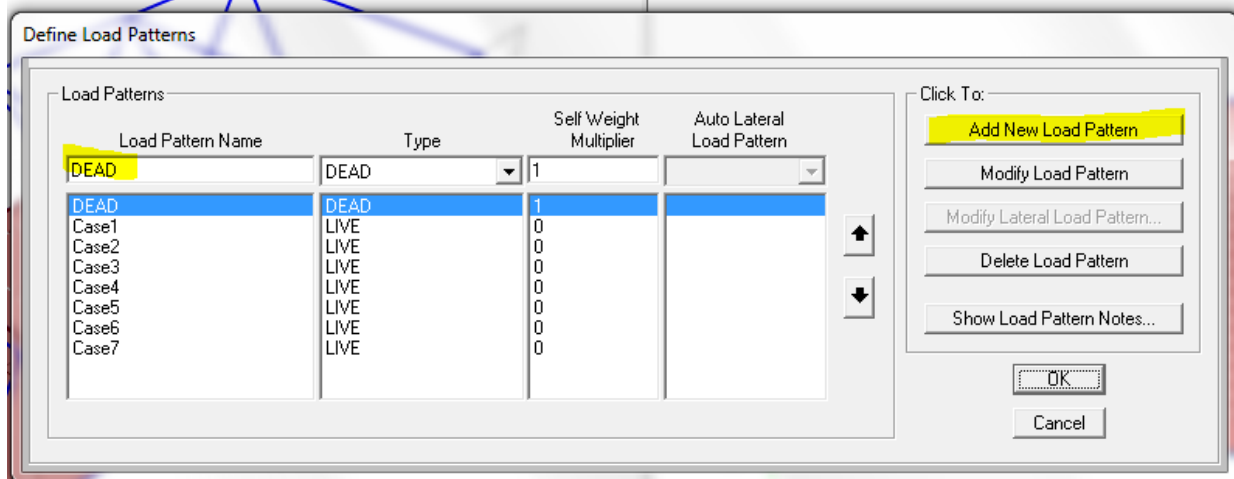 Define Load Patterns
Load Patterns
Load Pattern Name Type Self Weight Multiplier Auto Lateral Load Pattern
DEAD DEAD 1
DEAD DEAD 1
Case1 LIVE 0
Case2 LIVE 0
Case3 LIVE 0
Case4 LIVE 0
Case5 LIVE 0
Case6 LIVE 0
Case7 LIVE 0
Click To:
Add New Load Pattern
Modify Load Pattern
Modify Lateral Load Pattern...
Delete Load Pattern
Show Load Pattern Notes...
OK
Cancel